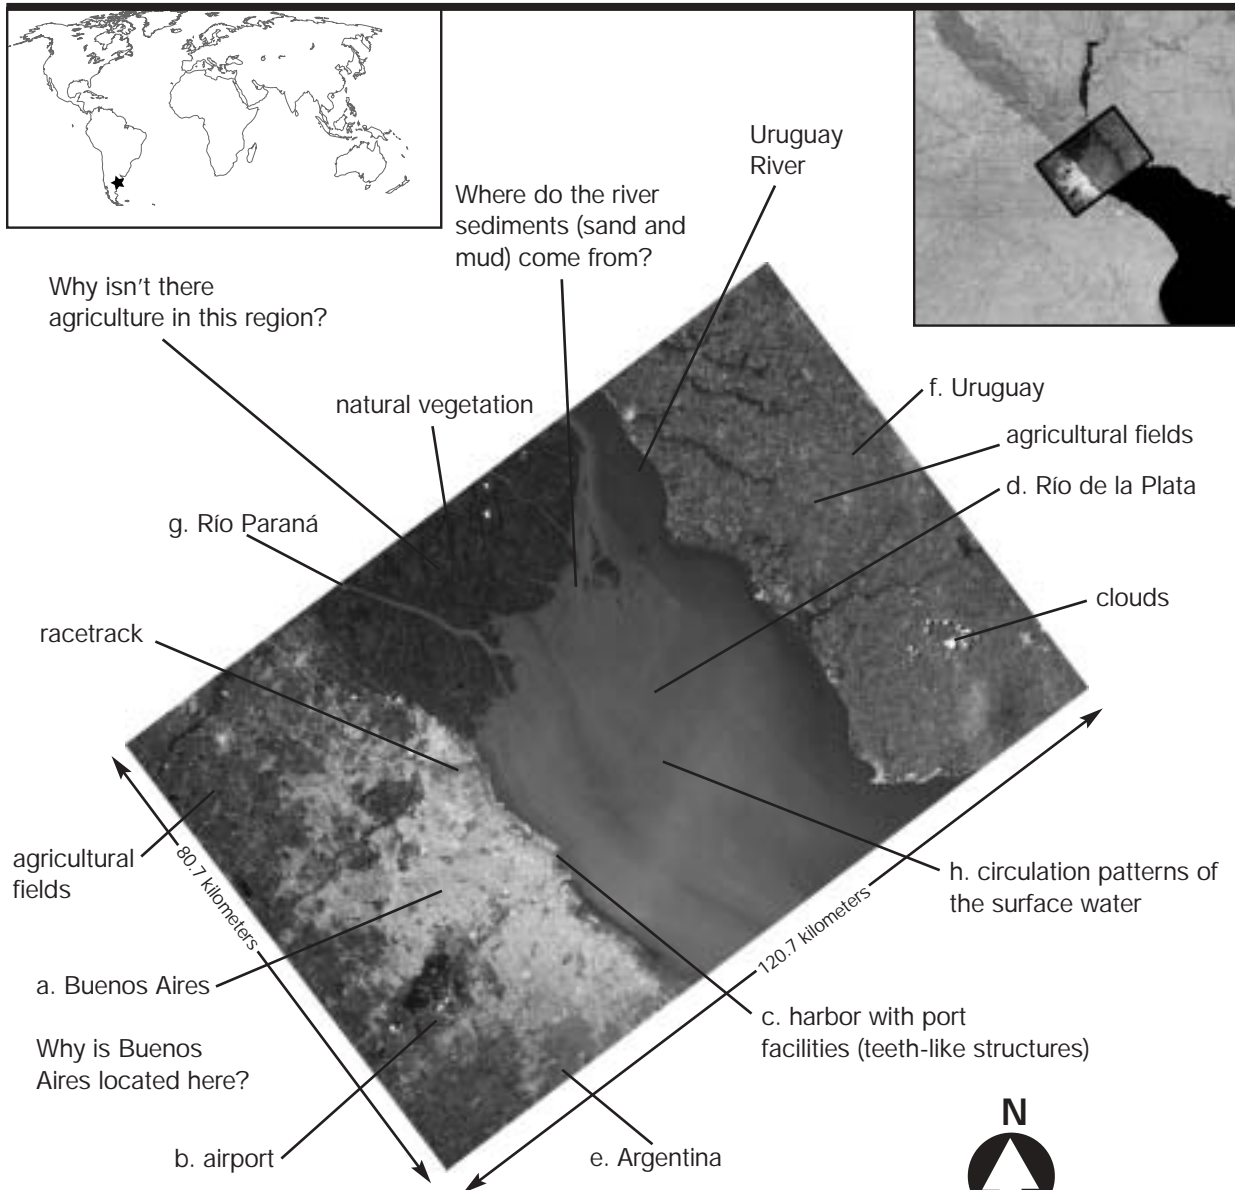 Uruguay
River
Where do the river
sediments (sand and
mud) come from?
Why isn't there
agriculture in this region?
natural vegetation
f. Uruguay
agricultural fields
d. Río de la Plata
g. Río Paraná
clouds
racetrack
agricultural
fields
80.7 kilometers
h. circulation patterns of
the surface water
120.7 kilometers
a. Buenos Aires
c. harbor with port
facilities (teeth-like structures)
Why is Buenos
Aires located here?
b. airport
e. Argentina
N